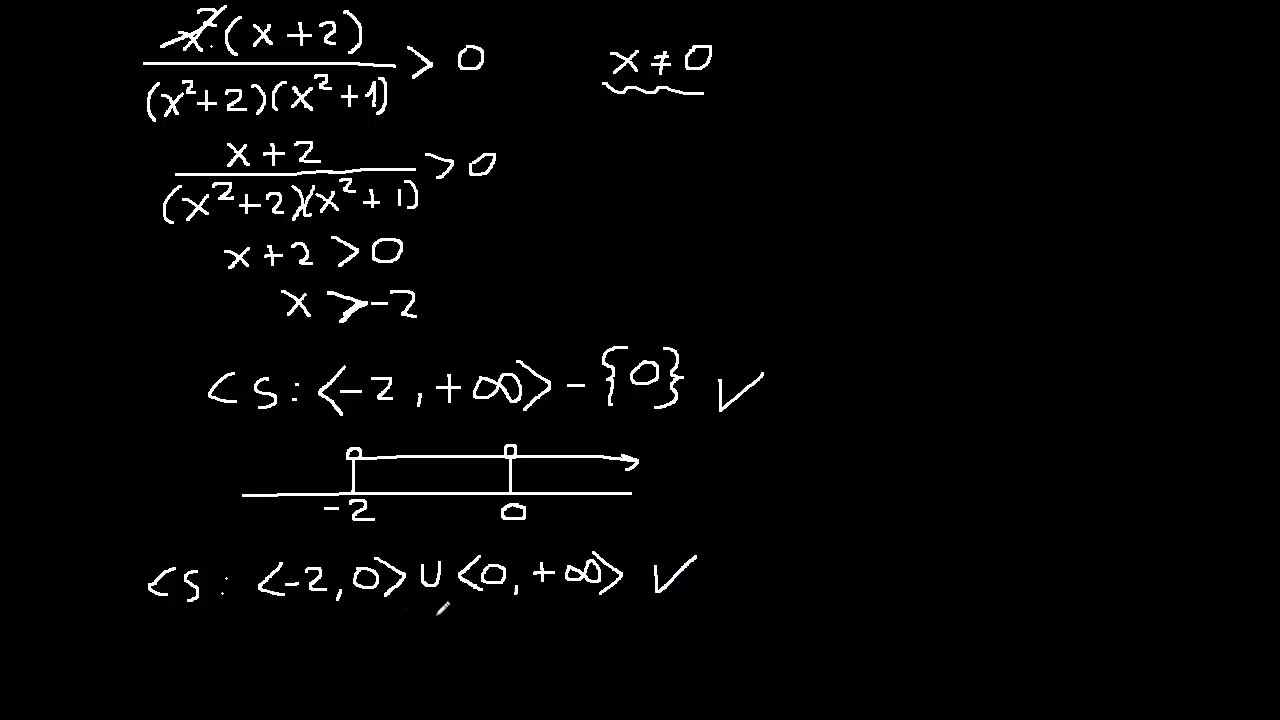 x²·(x+2)/(x²+2)(x²+1) > 0 x ≠ 0
x+2/(x²+2)(x²+1) > 0
x+2 > 0
x > -2
CS: <-2, +∞> - {0} ✓
-2 0
CS: <-2, 0> U <0, +∞> ✓